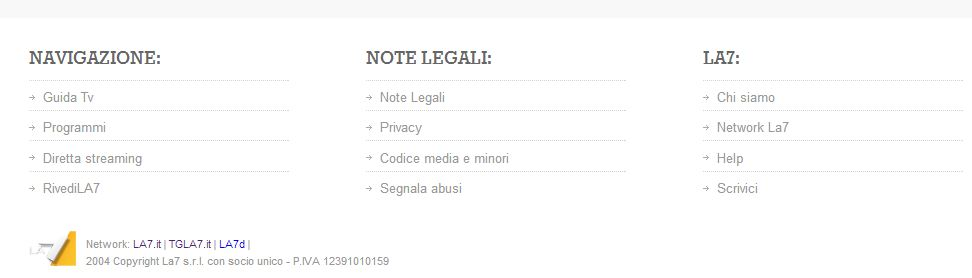 NAVIGAZIONE:
Guida Tv
Programmi
Diretta streaming
RivediLA7
NOTE LEGALI:
Note Legali
Privacy
Codice media e minori
Segnala abusi
LA7:
Chi siamo
Network La7
Help
Scrivici
Network: LA7.it | TGLA7.it | LA7d |
2004 Copyright La7 s.r.l. con socio unico - P.IVA 12391010159